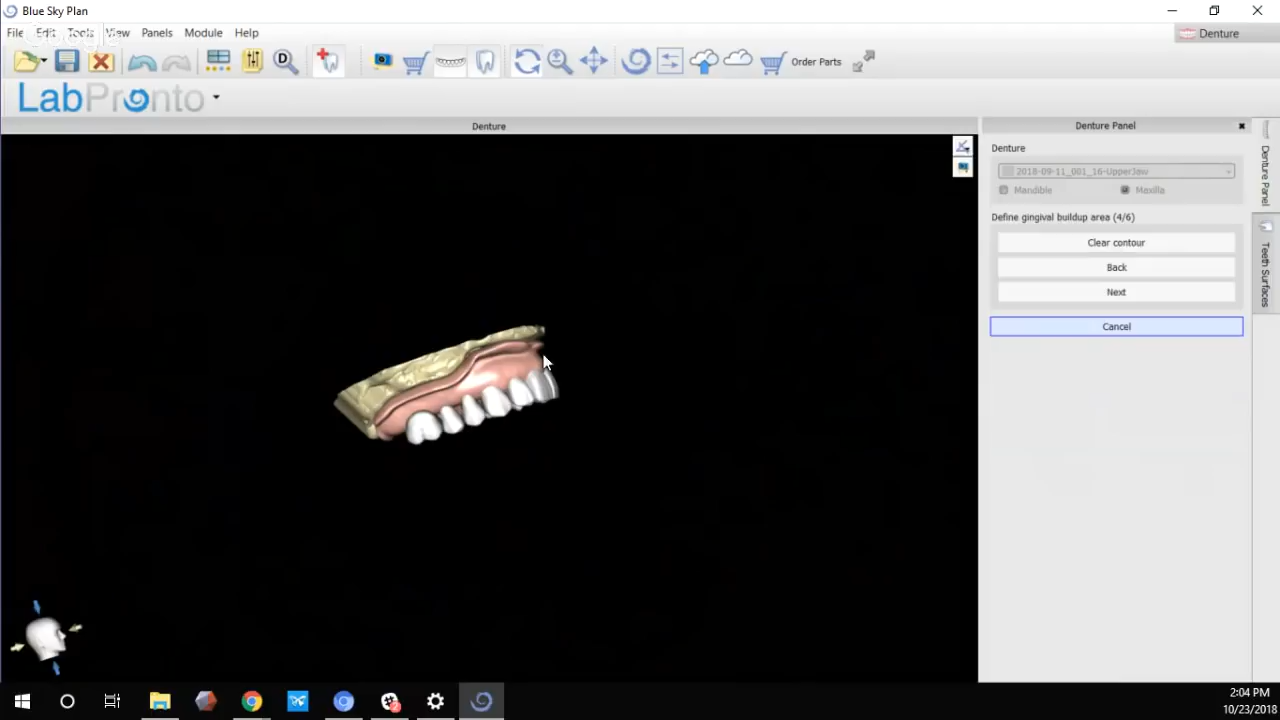 Blue Sky Plan
File Edit Tools View Panels Module Help
Google
Denture
D
Order Parts
LabPronto
Denture
Denture Panel
Denture
2018-09-11_001_16-UpperJaw
Mandible Maxilla
Define gingival buildup area (4/6)
Clear contour
Back
Next
Cancel
Denture Panel
Teeth Surfaces
2:04 PM
10/23/2018